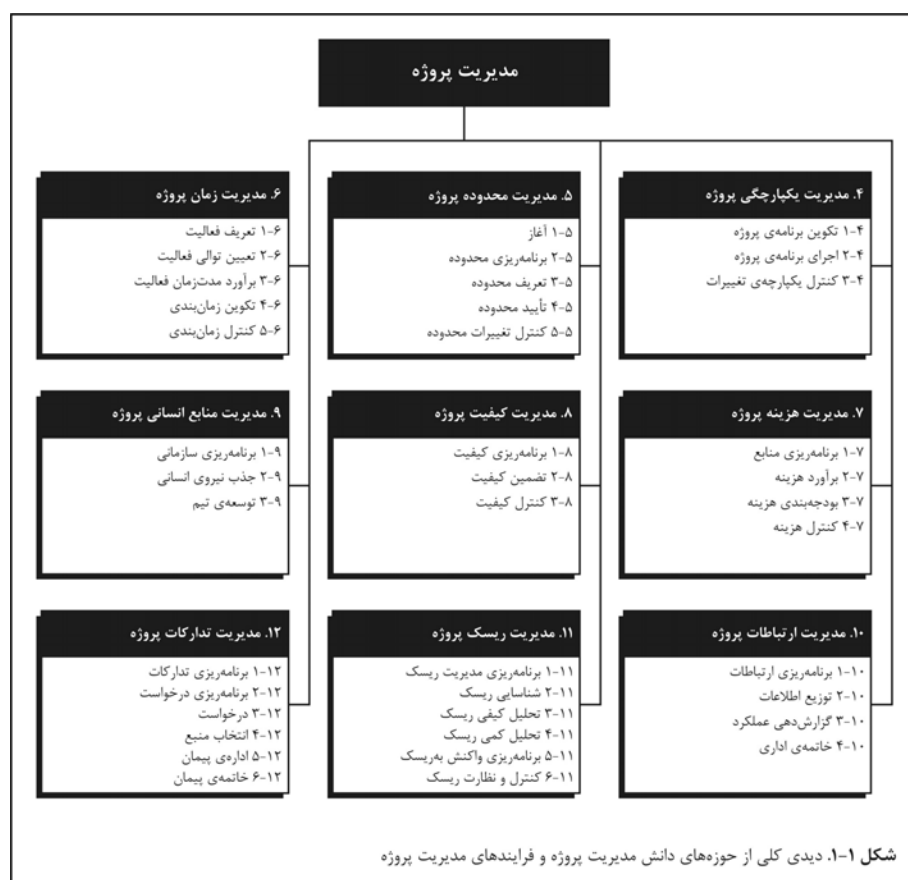 مدیریت پروژه
۴. مدیریت یکپارچگی پروژه
۴-۱ تکوین برنامه‌ی پروژه
۴-۲ اجرای برنامه‌ی پروژه
۴-۳ کنترل یکپارچه‌ی تغییرات
۵. مدیریت محدوده پروژه
۵-۱ آغاز
۵-۲ برنامه‌ریزی محدوده
۵-۳ تعریف محدوده
۵-۴ تأیید محدوده
۵-۵ کنترل تغییرات محدوده
۶. مدیریت زمان پروژه
۶-۱ تعریف فعالیت
۶-۲ تعیین توالی فعالیت
۶-۳ برآورد مدت‌زمان فعالیت
۶-۴ تکوین زمان‌بندی
۶-۵ کنترل زمان‌بندی
۷. مدیریت هزینه پروژه
۷-۱ برنامه‌ریزی منابع
۷-۲ برآورد هزینه
۷-۳ بودجه‌بندی هزینه
۷-۴ کنترل هزینه
۸. مدیریت کیفیت پروژه
۸-۱ برنامه‌ریزی کیفیت
۸-۲ تضمین کیفیت
۸-۳ کنترل کیفیت
۹. مدیریت منابع انسانی پروژه
۹-۱ برنامه‌ریزی سازمانی
۹-۲ جذب نیروی انسانی
۹-۳ توسعه‌ی تیم
۱۰. مدیریت ارتباطات پروژه
۱۰-۱ برنامه‌ریزی ارتباطات
۱۰-۲ توزیع اطلاعات
۱۰-۳ گزارش‌دهی عملکرد
۱۰-۴ خاتمه‌ی اداری
۱۱. مدیریت ریسک پروژه
۱۱-۱ برنامه‌ریزی مدیریت ریسک
۱۱-۲ شناسایی ریسک
۱۱-۳ تحلیل کیفی ریسک
۱۱-۴ تحلیل کمی ریسک
۱۱-۵ برنامه‌ریزی واکنش به‌ریسک
۱۱-۶ کنترل و نظارت ریسک
۱۲. مدیریت تدارکات پروژه
۱۲-۱ برنامه‌ریزی تدارکات
۱۲-۲ برنامه‌ریزی درخواست
۱۲-۳ درخواست
۱۲-۴ انتخاب منبع
۱۲-۵ اداره‌ی پیمان
۱۲-۶ خاتمه‌ی پیمان
شکل ۱-۱. دیدی کلی از حوزه‌های دانش مدیریت پروژه و فرایندهای مدیریت پروژه